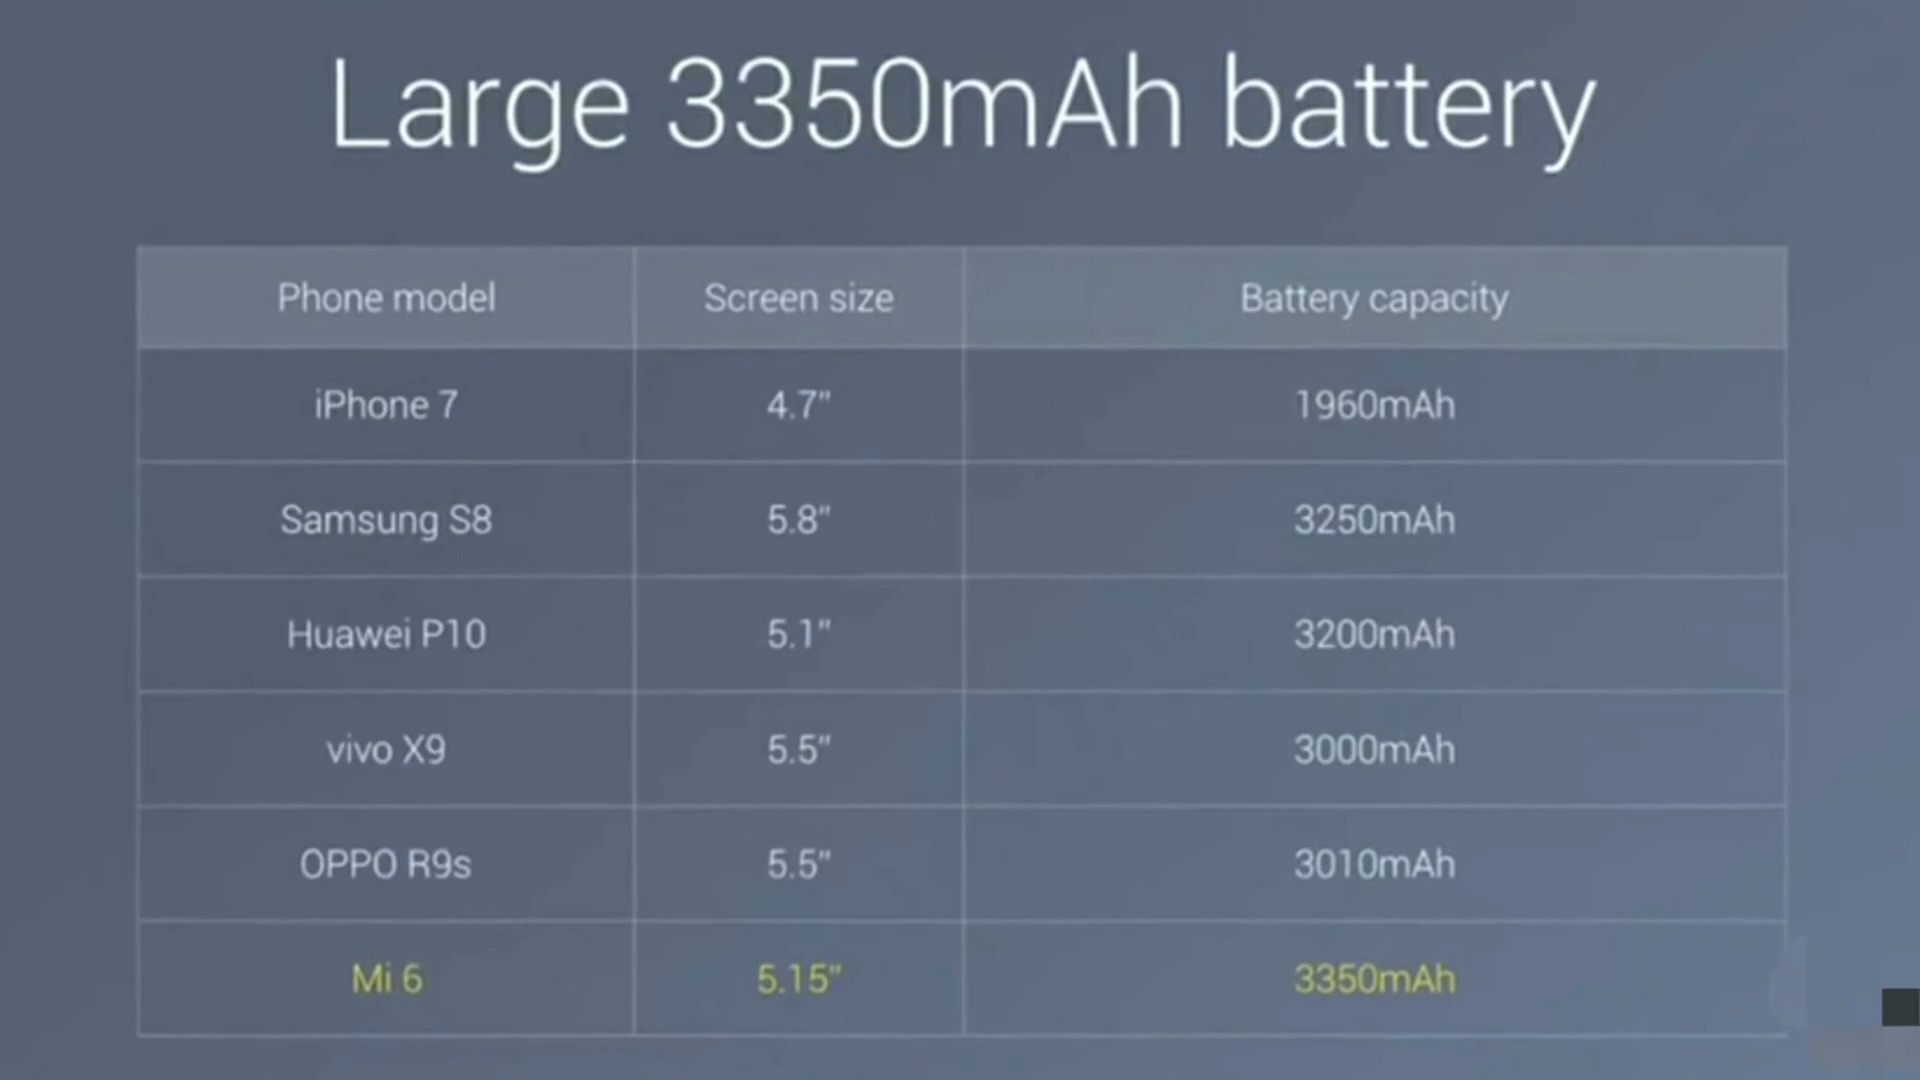 Large 3350mAh battery
Phone model Screen size Battery capacity
iPhone 7 4.7" 1960mAh
Samsung S8 5.8" 3250mAh
Huawei P10 5.1" 3200mAh
vivo X9 5.5" 3000mAh
OPPO R9s 5.5" 3010mAh
Mi 6 5.15" 3350mAh